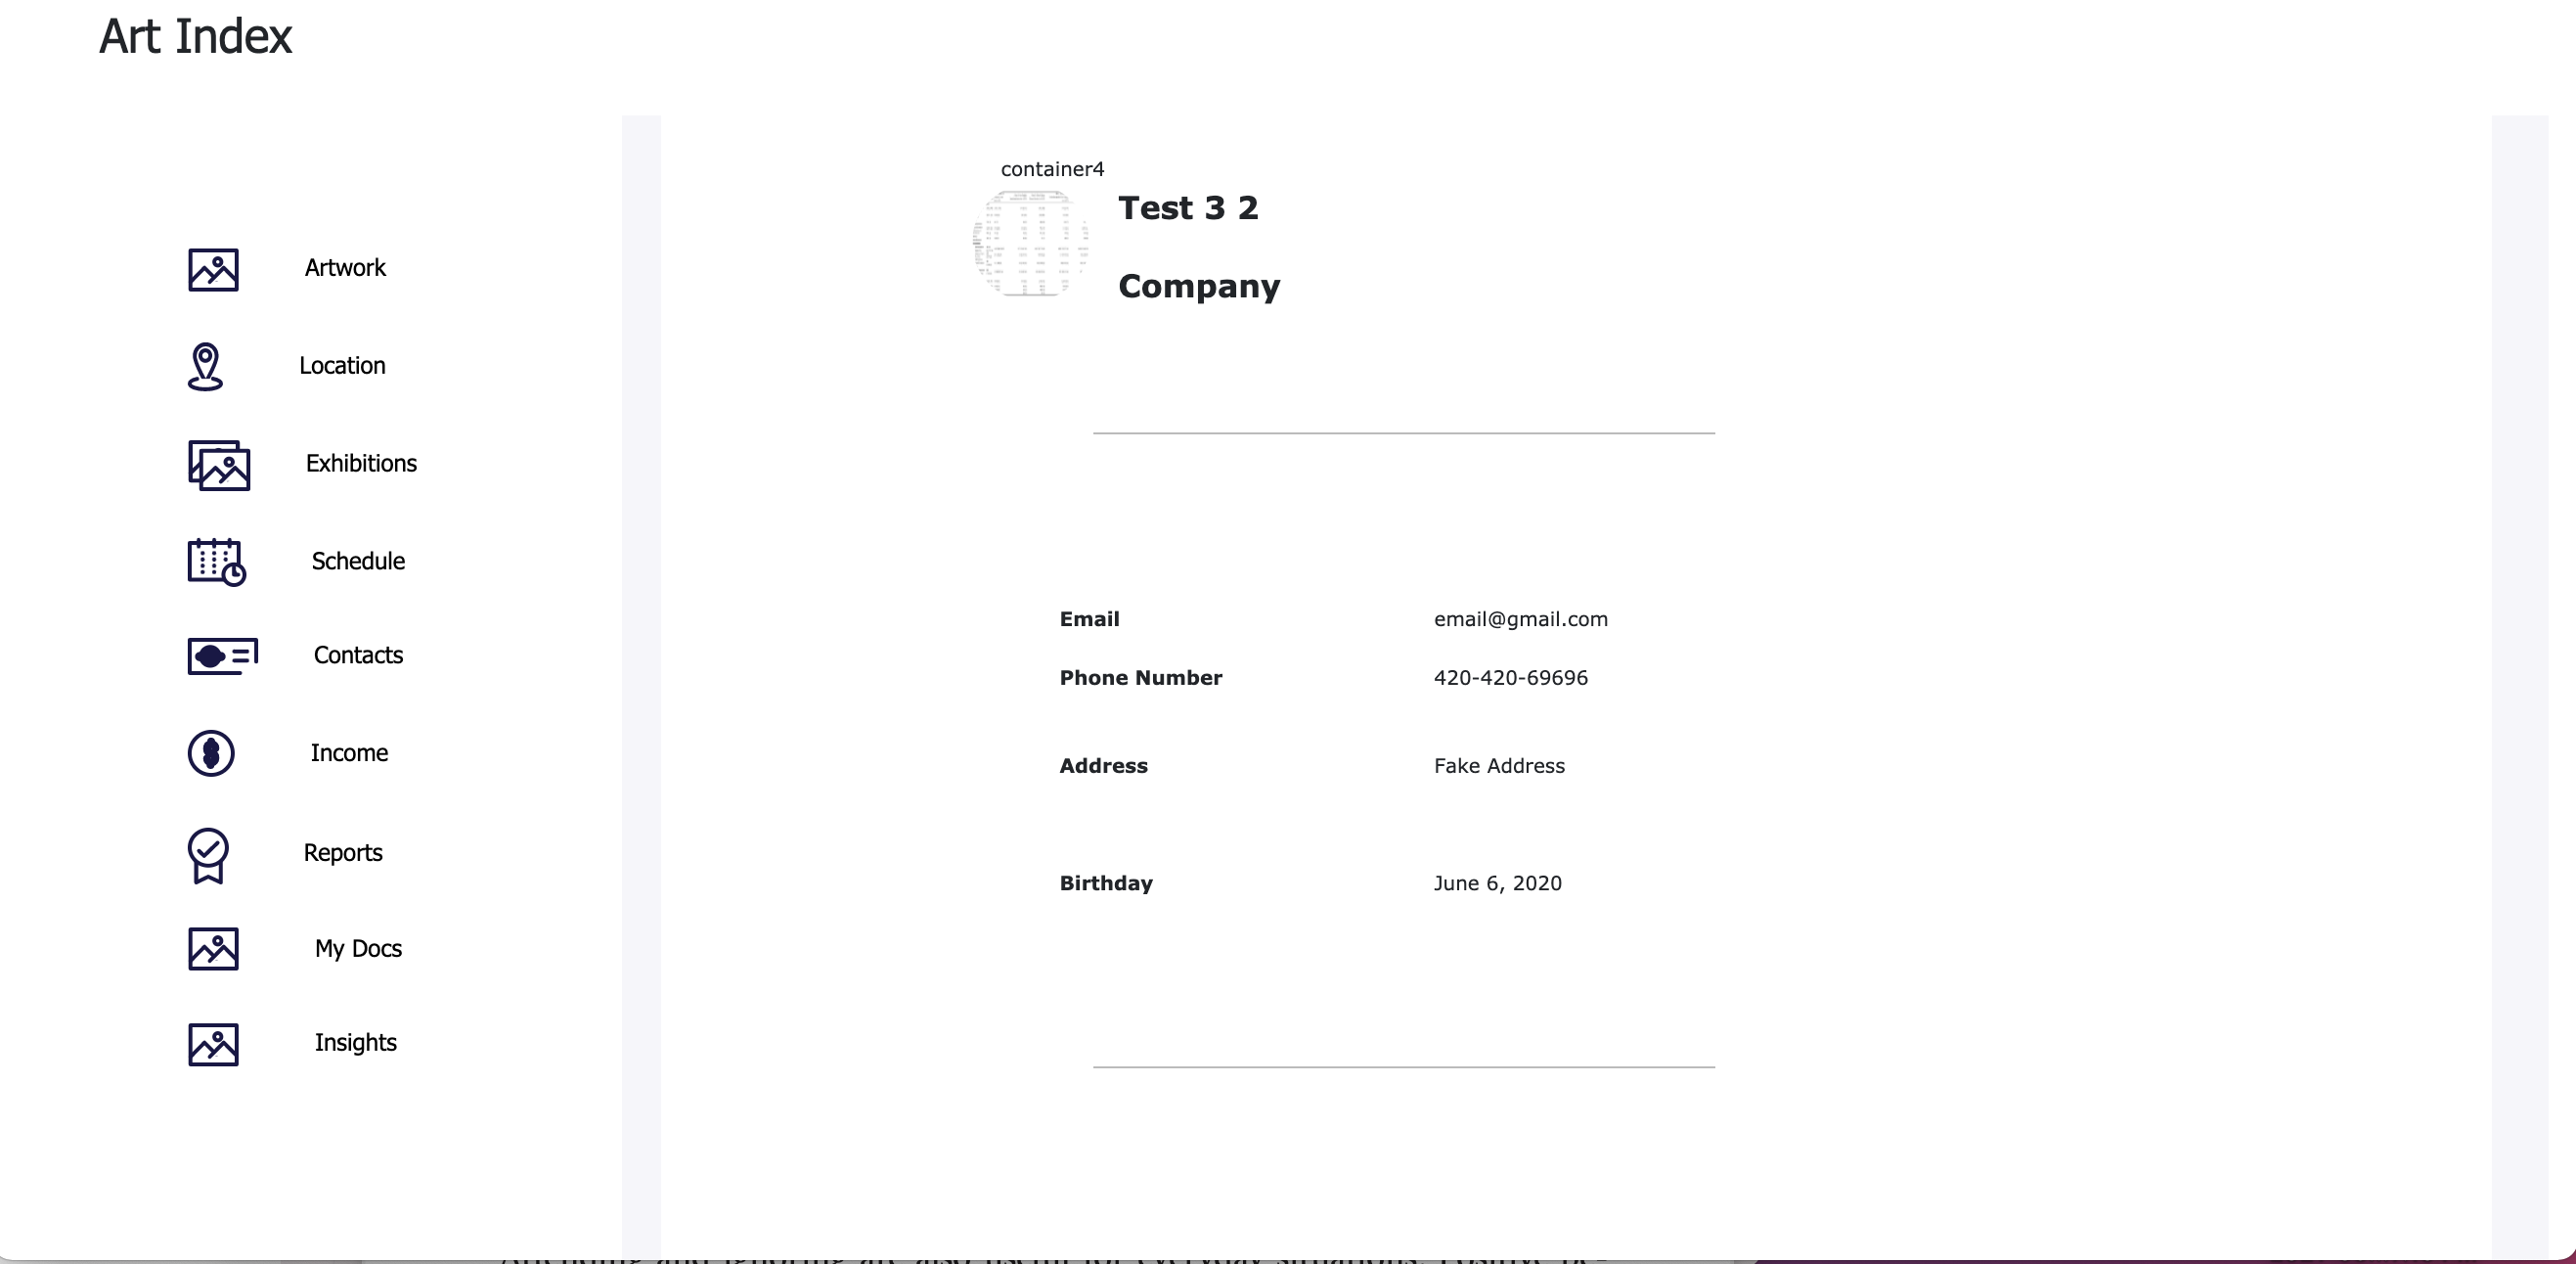 Art Index
Artwork
Location
Exhibitions
Schedule
Contacts
Income
Reports
My Docs
Insights
container4
Test 3 2
Company
Email email@gmail.com
Phone Number 420-420-69696
Address Fake Address
Birthday June 6, 2020